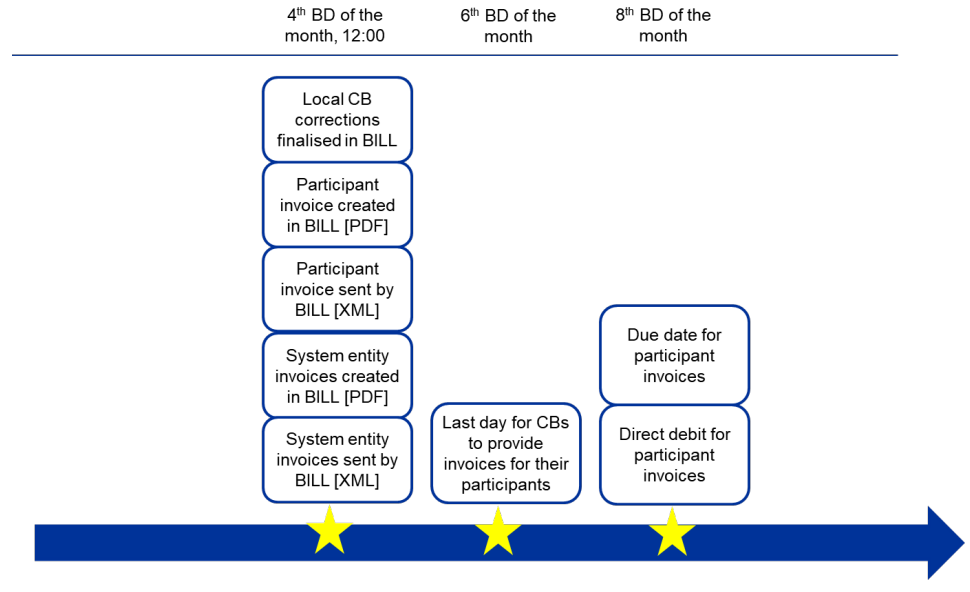 4th BD of the
month, 12:00
6th BD of the
month
8th BD of the
month
Local CB
corrections
finalised in BILL
Participant
invoice created
in BILL [PDF]
Participant
invoice sent by
BILL [XML]
System entity
invoices created
in BILL [PDF]
System entity
invoices sent by
BILL [XML]
Last day for CBs
to provide
invoices for their
participants
Due date for
participant
invoices
Direct debit for
participant
invoices